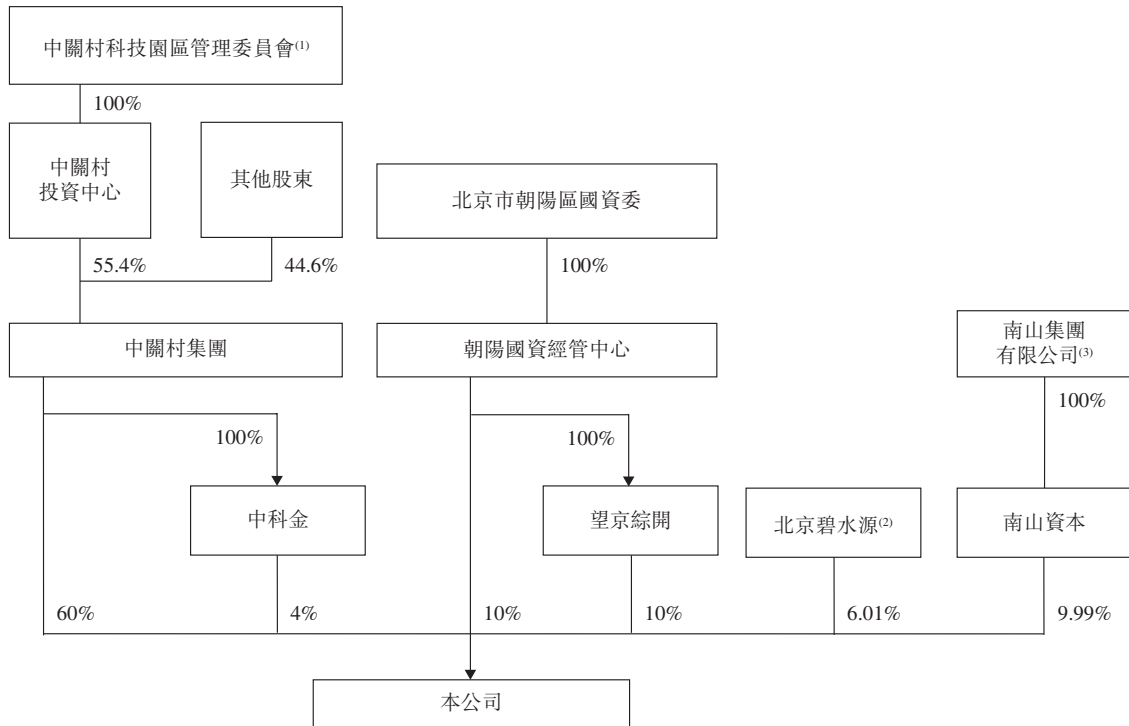 中關村科技園區管理委員會(1)
100%
中關村
投資中心
其他股東
北京市朝陽區國資委
55.4%
44.6%
100%
中關村集團
朝陽國資經管中心
南山集團
有限公司(3)
100%
100%
100%
中科金
望京綜開
北京碧水源(2)
南山資本
60%
4%
10%
10%
6.01%
9.99%
本公司